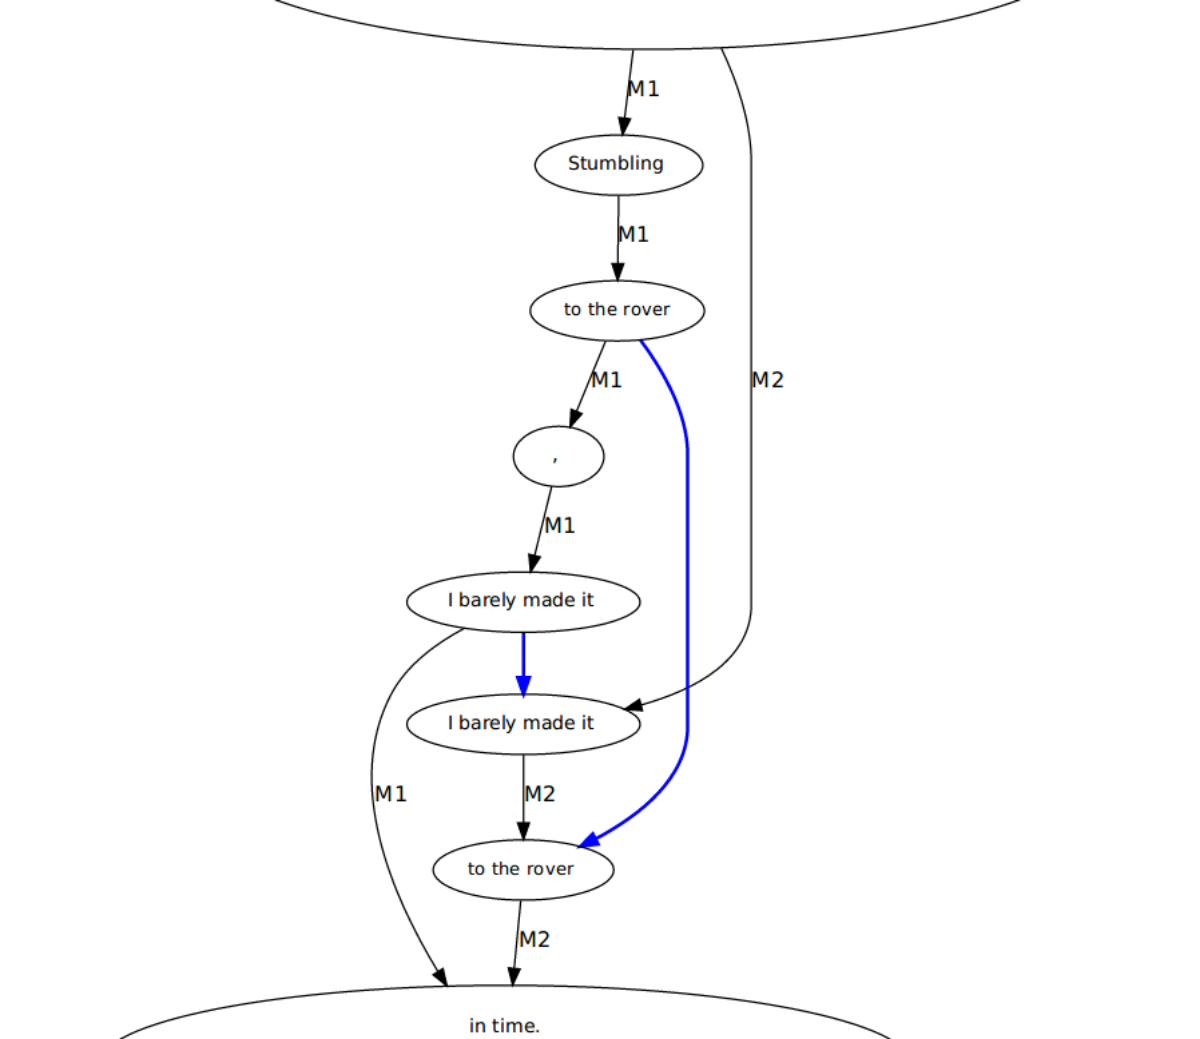 M1
Stumbling
M1
to the rover
M1
M2
,
M1
I barely made it
I barely made it
M1
M2
to the rover
M2
in time.